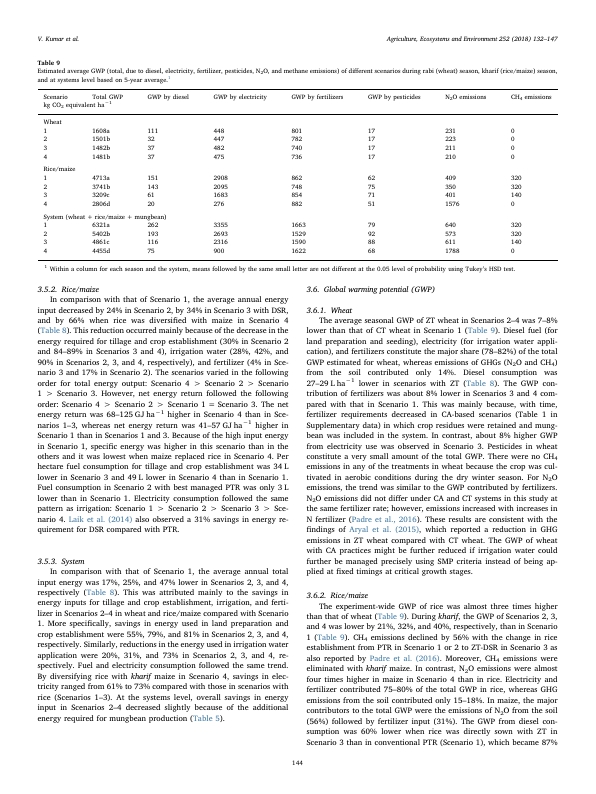 V. Kumar et al.
Agriculture, Ecosystems and Environment 252 (2018) 132–147
Table 9
Estimated average GWP (total, due to diesel, electricity, fertilizer, pesticides, N2O, and methane emissions) of different scenarios during rabi (wheat) season, kharif (rice/maize) season,
and at systems level based on 5-year average.1
Scenario Total GWP GWP by diesel GWP by electricity GWP by fertilizers GWP by pesticides N2O emissions CH4 emissions
kg CO2 equivalent ha−1
Wheat
1 1608a 111 448 801 17 231 0
2 1501b 32 447 782 17 223 0
3 1482b 37 482 740 17 211 0
4 1481b 37 475 736 17 210 0
Rice/maize
1 4713a 151 2908 862 62 409 320
2 3741b 143 2095 748 75 350 320
3 3209c 61 1683 854 71 401 140
4 2806d 20 276 882 51 1576 0
System (wheat + rice/maize + mungbean)
1 6321a 262 3355 1663 79 640 320
2 5402b 193 2693 1529 92 573 320
3 4861c 116 2316 1590 88 611 140
4 4455d 75 900 1622 68 1788 0
1 Within a column for each season and the system, means followed by the same small letter are not different at the 0.05 level of probability using Tukey's HSD test.
3.5.2. Rice/maize
In comparison with that of Scenario 1, the average annual energy
input decreased by 24% in Scenario 2, by 34% in Scenario 3 with DSR,
and by 66% when rice was diversified with maize in Scenario 4
(Table 8). This reduction occurred mainly because of the decrease in the
energy required for tillage and crop establishment (30% in Scenario 2
and 84–89% in Scenarios 3 and 4), irrigation water (28%, 42%, and
90% in Scenarios 2, 3, and 4, respectively), and fertilizer (4% in Sce-
nario 3 and 17% in Scenario 2). The scenarios varied in the following
order for total energy output: Scenario 4 > Scenario 2 > Scenario
1 > Scenario 3. However, net energy return followed the following
order: Scenario 4 > Scenario 2 > Scenario 1 = Scenario 3. The net
energy return was 68–125 GJ ha−1 higher in Scenario 4 than in Sce-
narios 1–3, whereas net energy return was 41–57 GJ ha−1 higher in
Scenario 1 than in Scenarios 1 and 3. Because of the high input energy
in Scenario 1, specific energy was higher in this scenario than in the
others and it was lowest when maize replaced rice in Scenario 4. Per
hectare fuel consumption for tillage and crop establishment was 34 L
lower in Scenario 3 and 49 L lower in Scenario 4 than in Scenario 1.
Fuel consumption in Scenario 2 with best managed PTR was only 3 L
lower than in Scenario 1. Electricity consumption followed the same
pattern as irrigation: Scenario 1 > Scenario 2 > Scenario 3 > Sce-
nario 4. Laik et al. (2014) also observed a 31% savings in energy re-
quirement for DSR compared with PTR.
3.5.3. System
In comparison with that of Scenario 1, the average annual total
input energy was 17%, 25%, and 47% lower in Scenarios 2, 3, and 4,
respectively (Table 8). This was attributed mainly to the savings in
energy inputs for tillage and crop establishment, irrigation, and ferti-
lizer in Scenarios 2–4 in wheat and rice/maize compared with Scenario
1. More specifically, savings in energy used in land preparation and
crop establishment were 55%, 79%, and 81% in Scenarios 2, 3, and 4,
respectively. Similarly, reductions in the energy used in irrigation water
application were 20%, 31%, and 73% in Scenarios 2, 3, and 4, re-
spectively. Fuel and electricity consumption followed the same trend.
By diversifying rice with kharif maize in Scenario 4, savings in elec-
tricity ranged from 61% to 73% compared with those in scenarios with
rice (Scenarios 1–3). At the systems level, overall savings in energy
input in Scenarios 2–4 decreased slightly because of the additional
energy required for mungbean production (Table 5).
3.6. Global warming potential (GWP)
3.6.1. Wheat
The average seasonal GWP of ZT wheat in Scenarios 2–4 was 7–8%
lower than that of CT wheat in Scenario 1 (Table 9). Diesel fuel (for
land preparation and seeding), electricity (for irrigation water appli-
cation), and fertilizers constitute the major share (78–82%) of the total
GWP estimated for wheat, whereas emissions of GHGs (N2O and CH4)
from the soil contributed only 14%. Diesel consumption was
27–29 L ha−1 lower in scenarios with ZT (Table 8). The GWP con-
tribution of fertilizers was about 8% lower in Scenarios 3 and 4 com-
pared with that in Scenario 1. This was mainly because, with time,
fertilizer requirements decreased in CA-based scenarios (Table 1 in
Supplementary data) in which crop residues were retained and mung-
bean was included in the system. In contrast, about 8% higher GWP
from electricity use was observed in Scenario 3. Pesticides in wheat
constitute a very small amount of the total GWP. There were no CH4
emissions in any of the treatments in wheat because the crop was cul-
tivated in aerobic conditions during the dry winter season. For N2O
emissions, the trend was similar to the GWP contributed by fertilizers.
N2O emissions did not differ under CA and CT systems in this study at
the same fertilizer rate; however, emissions increased with increases in
N fertilizer (Padre et al., 2016). These results are consistent with the
findings of Aryal et al. (2015), which reported a reduction in GHG
emissions in ZT wheat compared with CT wheat. The GWP of wheat
with CA practices might be further reduced if irrigation water could
further be managed precisely using SMP criteria instead of being ap-
plied at fixed timings at critical growth stages.
3.6.2. Rice/maize
The experiment-wide GWP of rice was almost three times higher
than that of wheat (Table 9). During kharif, the GWP of Scenarios 2, 3,
and 4 was lower by 21%, 32%, and 40%, respectively, than in Scenario
1 (Table 9). CH4 emissions declined by 56% with the change in rice
establishment from PTR in Scenario 1 or 2 to ZT-DSR in Scenario 3 as
also reported by Padre et al. (2016). Moreover, CH4 emissions were
eliminated with kharif maize. In contrast, N2O emissions were almost
four times higher in maize in Scenario 4 than in rice. Electricity and
fertilizer contributed 75–80% of the total GWP in rice, whereas GHG
emissions from the soil contributed only 15–18%. In maize, the major
contributors to the total GWP were the emissions of N2O from the soil
(56%) followed by fertilizer input (31%). The GWP from diesel con-
sumption was 60% lower when rice was directly sown with ZT in
Scenario 3 than in conventional PTR (Scenario 1), which became 87%
144